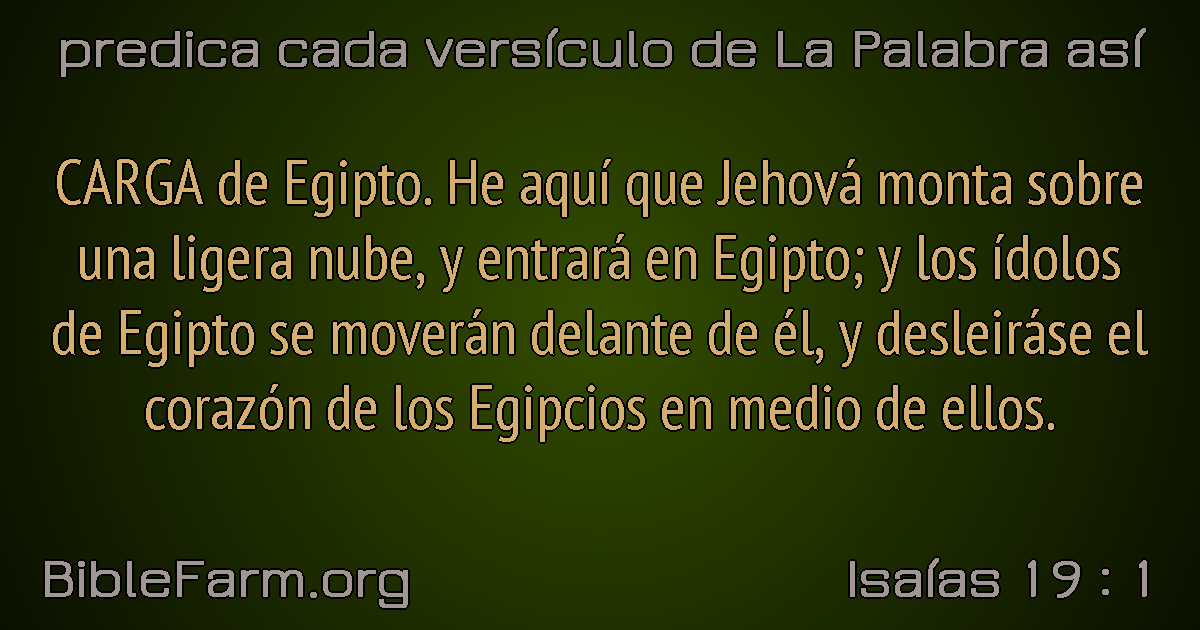 predica cada versículo de La Palabra así
CARGA de Egipto. He aquí que Jehová monta sobre
una ligera nube, y entrará en Egipto; y los ídolos
de Egipto se moverán delante de él, y desleiráse el
corazón de los Egipcios en medio de ellos.
BibleFarm.org
Isaías 19 : 1